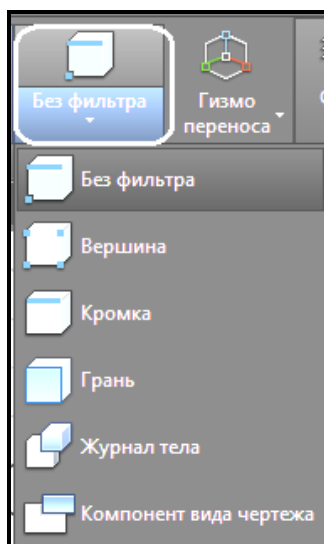 Без фильтра
Гизмо
переноса
Без фильтра
Вершина
Кромка
Грань
Журнал тела
Компонент вида чертежа